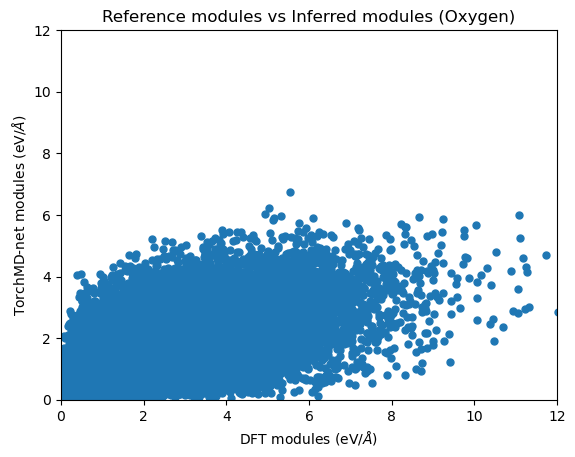 Reference modules vs Inferred modules (Oxygen)
12
10
8
6
4
2
0
TorchMD-net modules (eV/Å)
0 2 4 6 8 10 12
DFT modules (eV/Å)